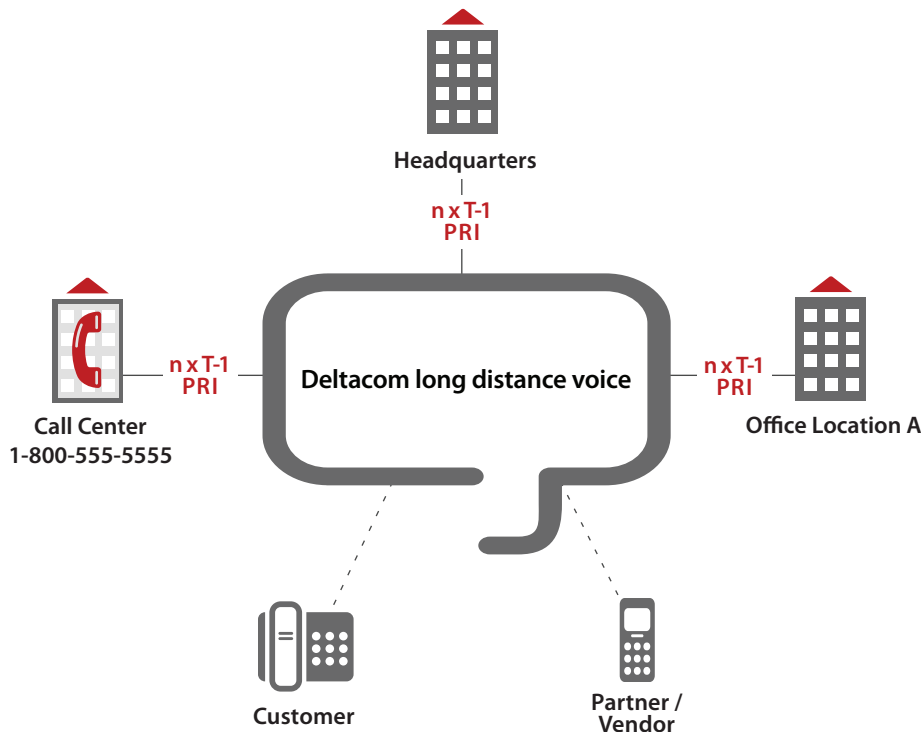 Headquarters
n x T-1
PRI
n x T-1
PRI
Deltacom long distance voice
n x T-1
PRI
Call Center
1-800-555-5555
Office Location A
Customer
Partner /
Vendor